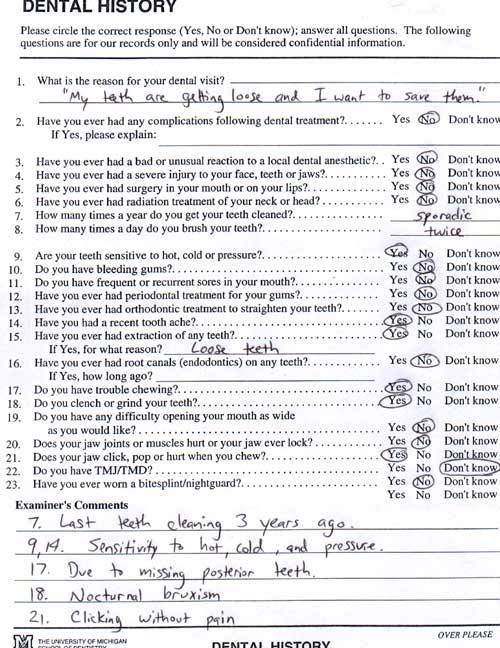 DENTAL HISTORY
Please circle the correct response (Yes, No or Don't know); answer all questions. The following
questions are for our records only and will be considered confidential information.
1. What is the reason for your dental visit?
"My teeth are getting loose and I want to save them."
2. Have you ever had any complications following dental treatment?....... Yes No Don't know
If Yes, please explain:
3. Have you ever had a bad or unusual reaction to a local dental anesthetic?.. Yes No Don't know
4. Have you ever had a severe injury to your face, teeth or jaws?........... Yes No Don't know
5. Have you ever had surgery in your mouth or on your lips?............. Yes No Don't know
6. Have you ever had radiation treatment of your neck or head?........... Yes No Don't know
7. How many times a year do you get your teeth cleaned?................ sporadic
8. How many times a day do you brush your teeth?..................... twice
9. Are your teeth sensitive to hot, cold or pressure?..................... Yes No Don't know
10. Do you have bleeding gums?..................................... Yes No Don't know
11. Do you have frequent or recurrent sores in your mouth?............... Yes No Don't know
12. Have you ever had periodontal treatment for your gums?.............. Yes No Don't know
13. Have you ever had orthodontic treatment to straighten your teeth?....... Yes No Don't know
14. Have you had a recent tooth ache?................................ Yes No Don't know
15. Have you ever had extraction of any teeth?.......................... Yes No Don't know
If Yes, for what reason? Loose teeth
16. Have you ever had root canals (endodontics) on any teeth?............. Yes No Don't know
If Yes, how long ago?
17. Do you have trouble chewing?.................................... Yes No Don't know
18. Do you clench or grind your teeth?................................ Yes No Don't know
19. Do you have any difficulty opening your mouth as wide
as you would like?.......................................... Yes No Don't know
20. Does your jaw joints or muscles hurt or your jaw ever lock?............ Yes No Don't know
21. Does your jaw click, pop or hurt when you chew?.................... Yes No Don't know
22. Do you have TMJ/TMD?........................................ Yes No Don't know
23. Have you ever worn a bitesplint/nightguard?......................... Yes No Don't know
Yes No Don't know
Examiner's Comments
7. Last teeth cleaning 3 years ago.
9, 14. Sensitivity to hot, cold, and pressure.
17. Due to missing posterior teeth.
18. Nocturnal bruxism
21. Clicking without pain
OVER PLEASE
M THE UNIVERSITY OF MICHIGAN
SCHOOL OF DENTISTRY
DENTAL HISTORY